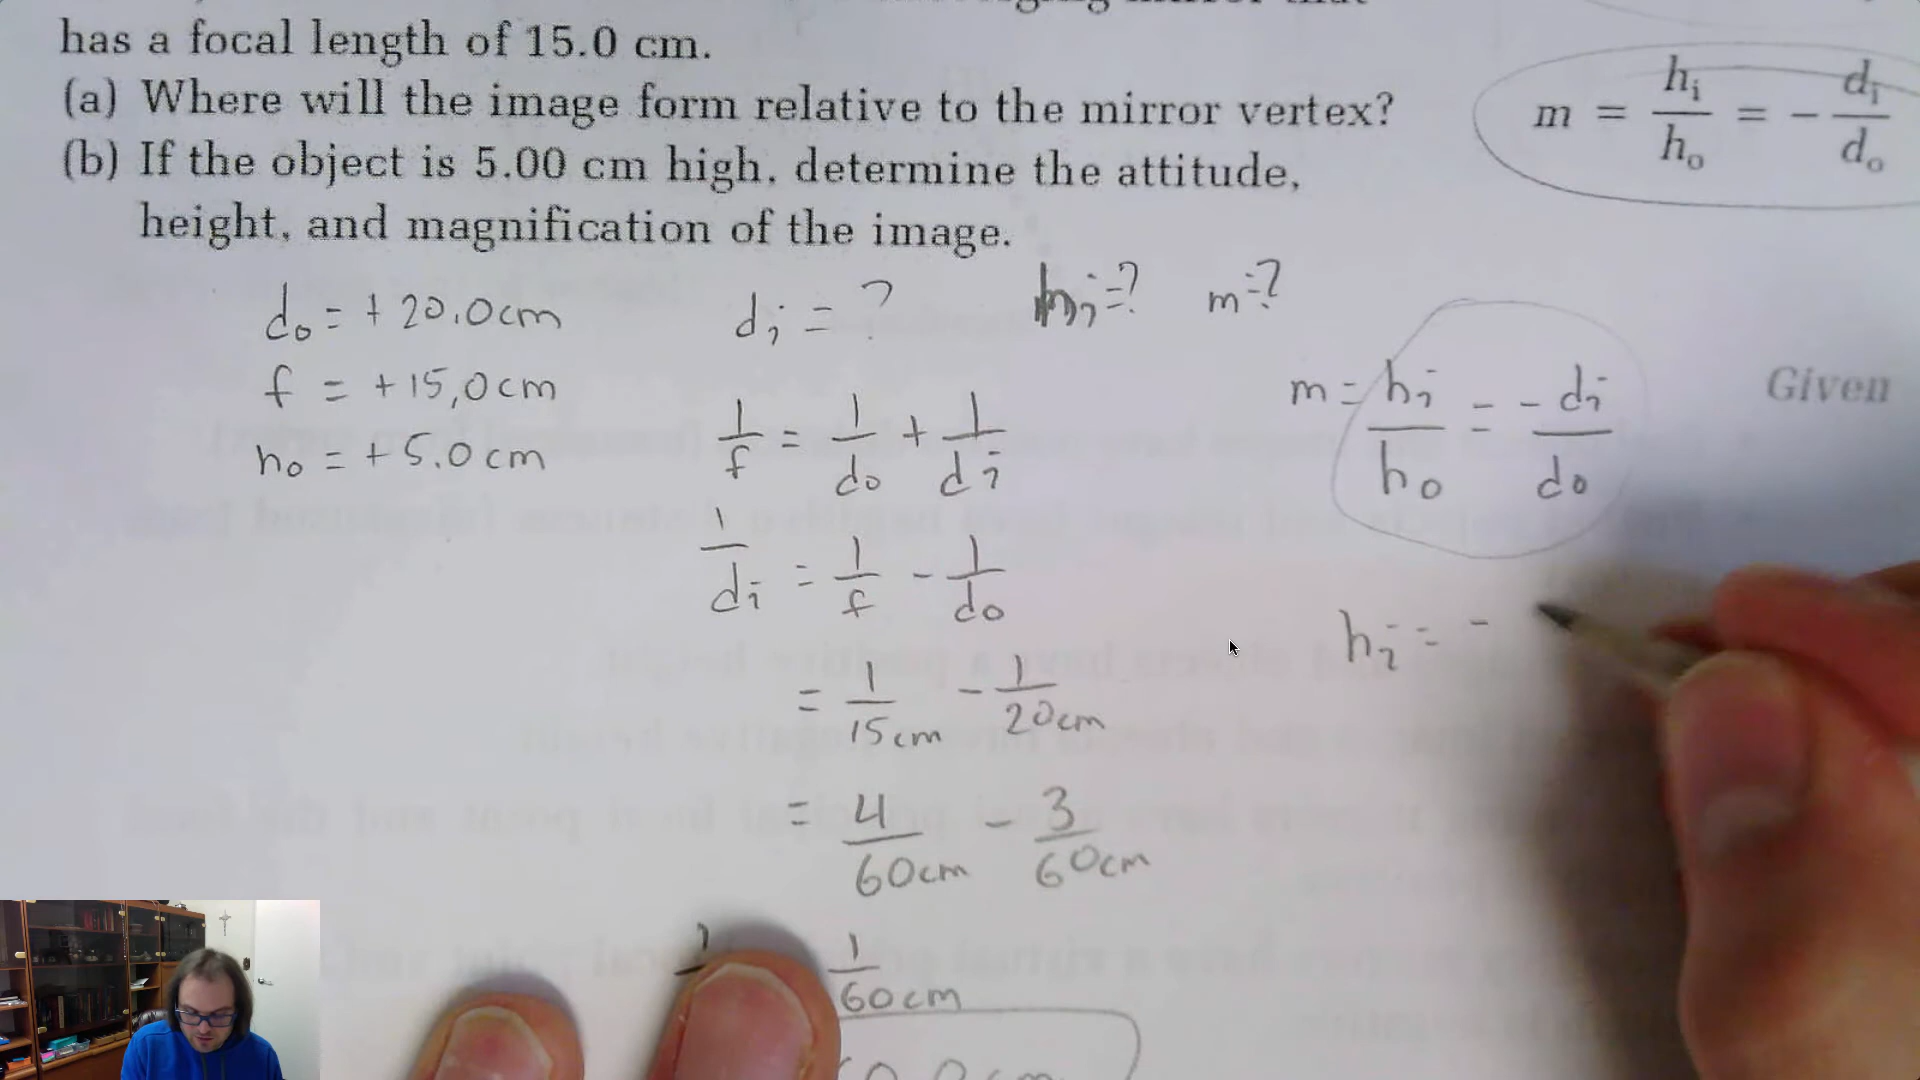 has a focal length of 15.0 cm.
(a) Where will the image form relative to the mirror vertex?
(b) If the object is 5.00 cm high, determine the attitude,
height, and magnification of the image.
m = hi/ho = - di/do
do = + 20.0cm
f = + 15,0cm
ho = + 5.0cm
di = ?
1/f = 1/do + 1/di
1/di = 1/f - 1/do
= 1/15cm - 1/20cm
= 4/60cm - 3/60cm
1/60cm
hi = ?
m = ?
m = hi/ho = - di/do
hi = -
Given